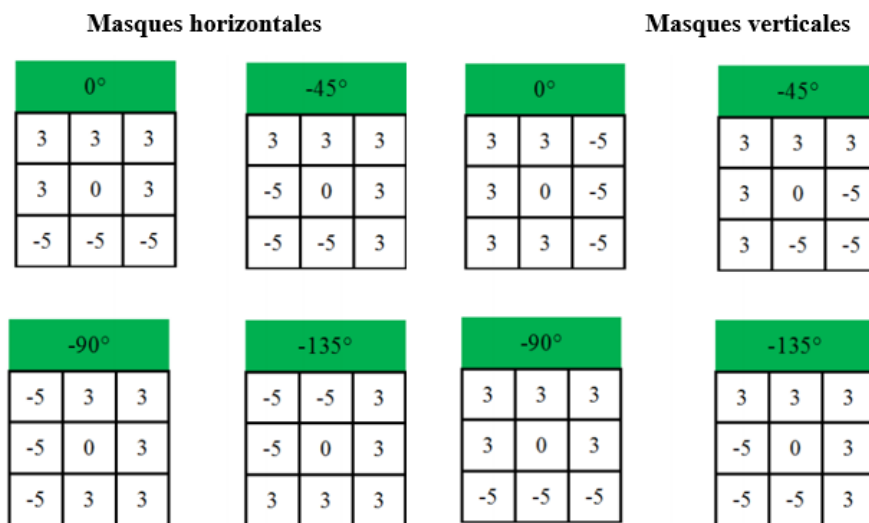 Masques horizontales Masques verticales
0° -45° 0° -45°
3 3 3 3 3 3 3 3 -5 3 3 3
3 0 3 -5 0 3 3 0 -5 3 0 -5
-5 -5 -5 -5 -5 3 3 3 -5 3 -5 -5
-90° -135° -90° -135°
-5 3 3 -5 -5 3 3 3 3 3 3 3
-5 0 3 -5 0 3 3 0 3 -5 0 3
-5 3 3 3 3 3 -5 -5 -5 -5 -5 3